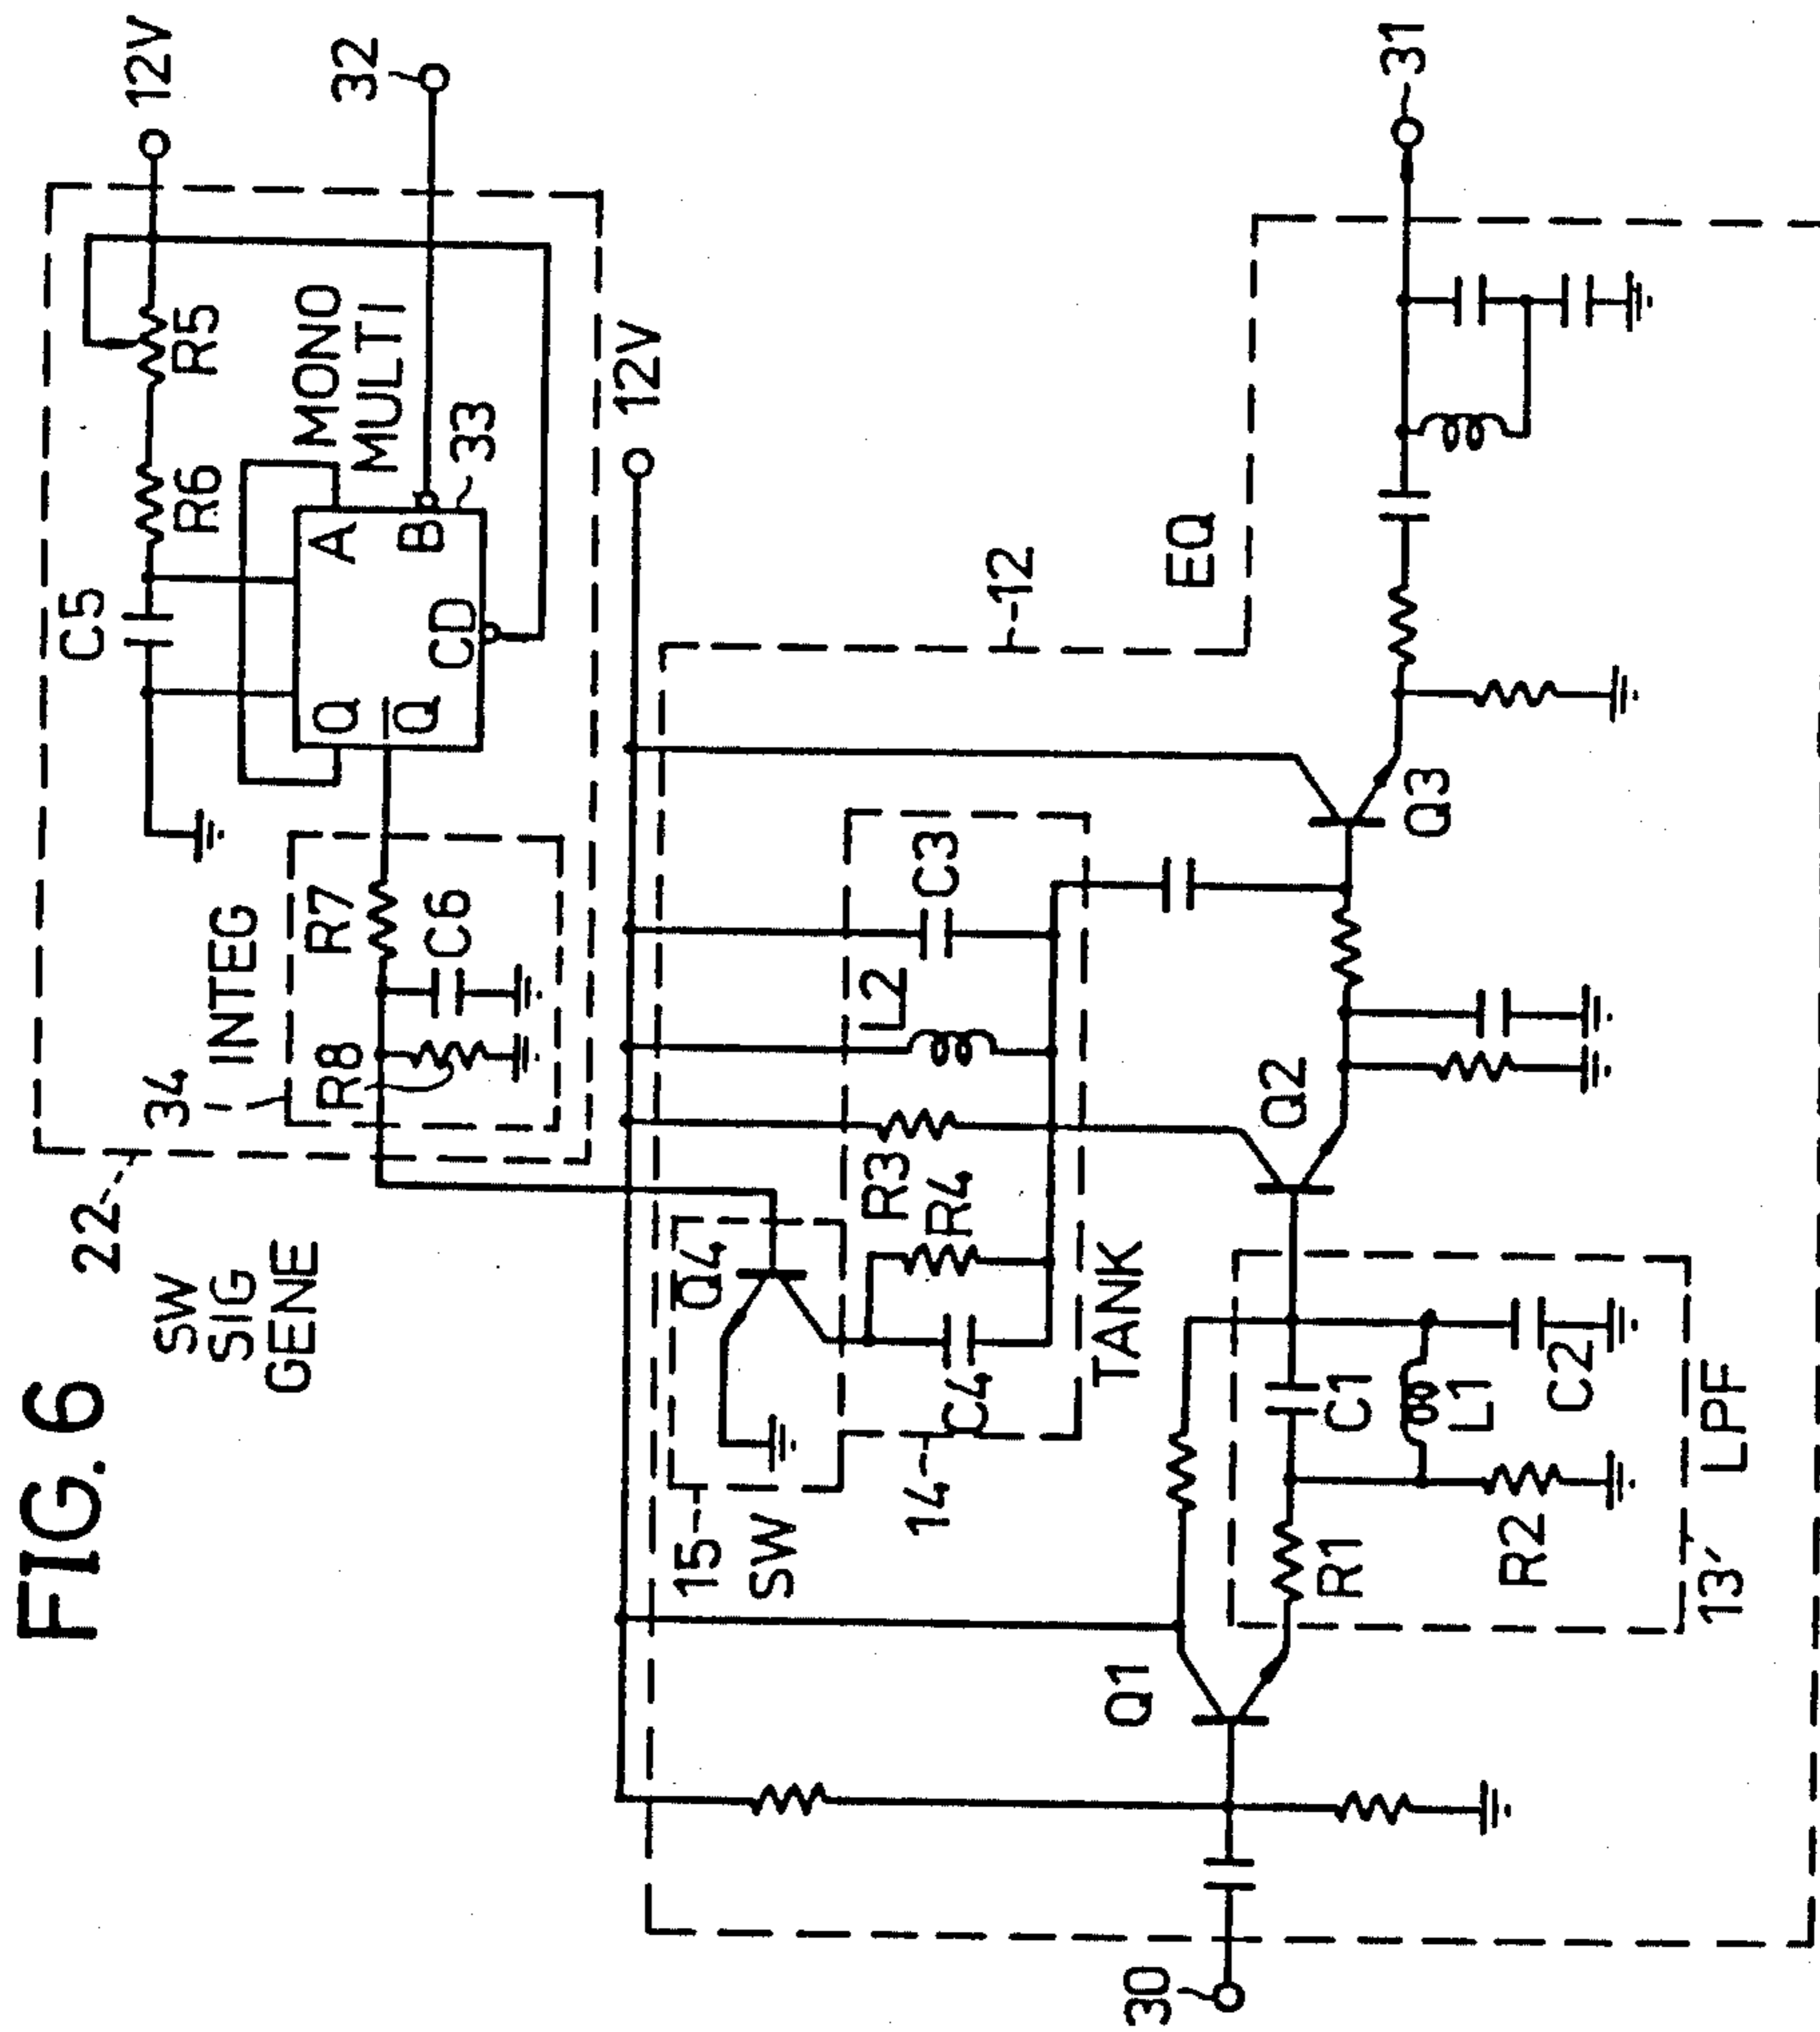 FIG. 6
22
SW
SIG
GENE
34
INTEG
R8
R7
C6
C5
R6
R5
12V
Q
Q̅
A
B
CD
MONO
MULTI
33
32
12V
15
SW
Q4
14
C4
R4
R3
L2
C3
TANK
12
EQ
30
Q1
R1
R2
C1
L1
C2
13'
LPF
Q2
Q3
31